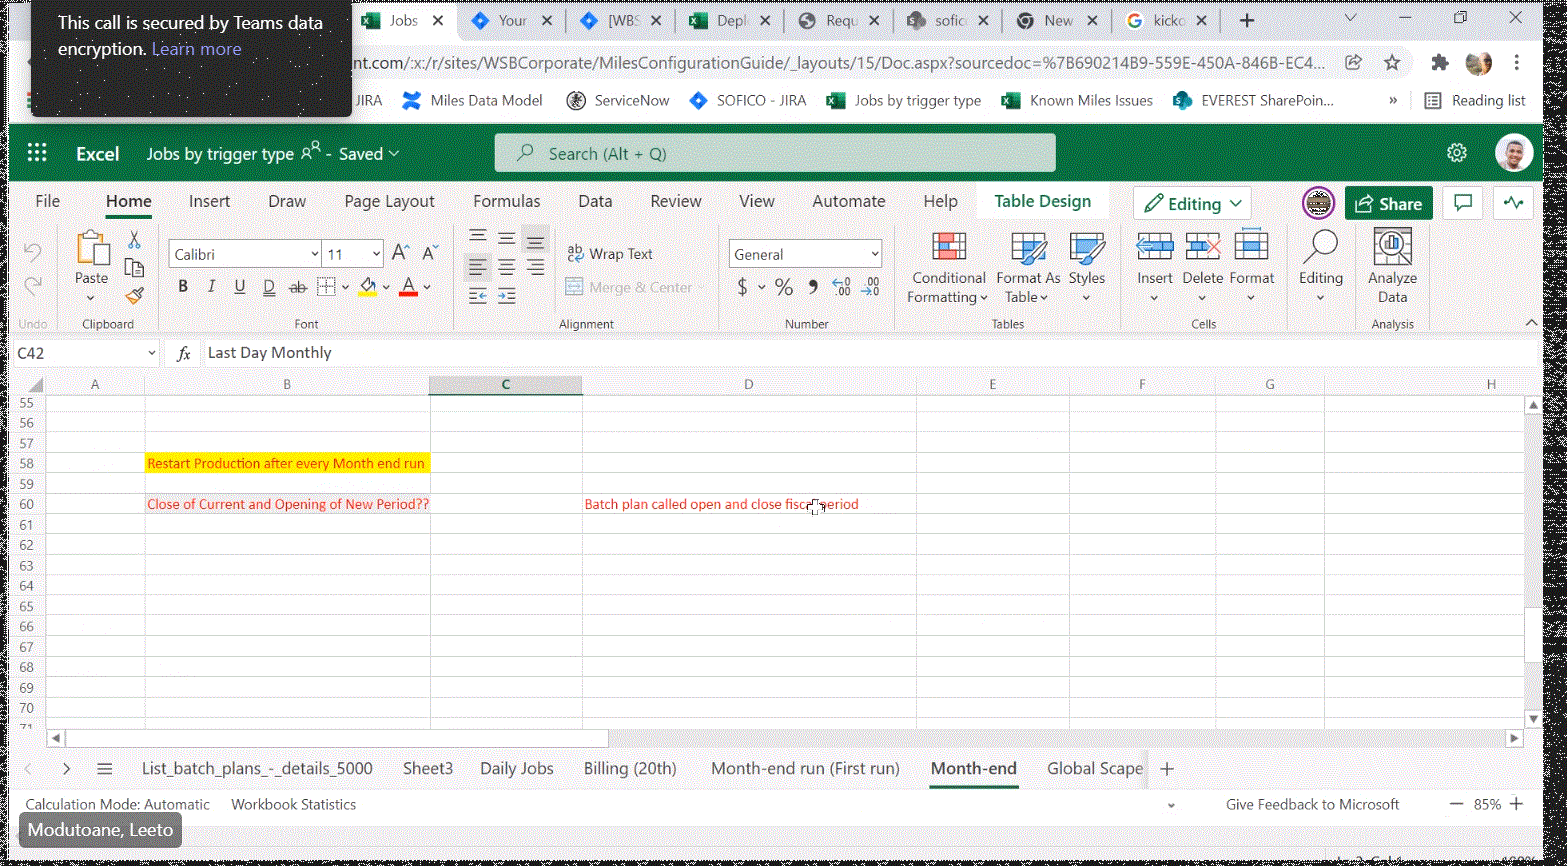 This call is secured by Teams data
encryption. Learn more
Jobs
Your
[WBS
Depl
Requ
sofic
New
kicko
nt.com/:x:/r/sites/WSBCorporate/MilesConfigurationGuide/_layouts/15/Doc.aspx?sourcedoc=%7B690214B9-559E-450A-846B-EC4...
JIRA
Miles Data Model
ServiceNow
SOFICO - JIRA
Jobs by trigger type
Known Miles Issues
EVEREST SharePoin...
»
Reading list
Excel
Jobs by trigger type - Saved
Search (Alt + Q)
File
Home
Insert
Draw
Page Layout
Formulas
Data
Review
View
Automate
Help
Table Design
Editing
Share
Paste
Calibri
11
Wrap Text
Merge & Center
General
Conditional
Formatting
Format As
Table
Styles
Insert
Delete
Format
Editing
Analyze
Data
Undo
Clipboard
Font
Alignment
Number
Tables
Cells
Analysis
C42
fx
Last Day Monthly
A B C D E F G H
55
56
57
58 Restart Production after every Month end run
59
60 Close of Current and Opening of New Period?? Batch plan called open and close fiscal period
61
62
63
64
65
66
67
68
69
70
71
List_batch_plans_-_details_5000
Sheet3
Daily Jobs
Billing (20th)
Month-end run (First run)
Month-end
Global Scape
Calculation Mode: Automatic
Workbook Statistics
Give Feedback to Microsoft
85%
Modutoane, Leeto